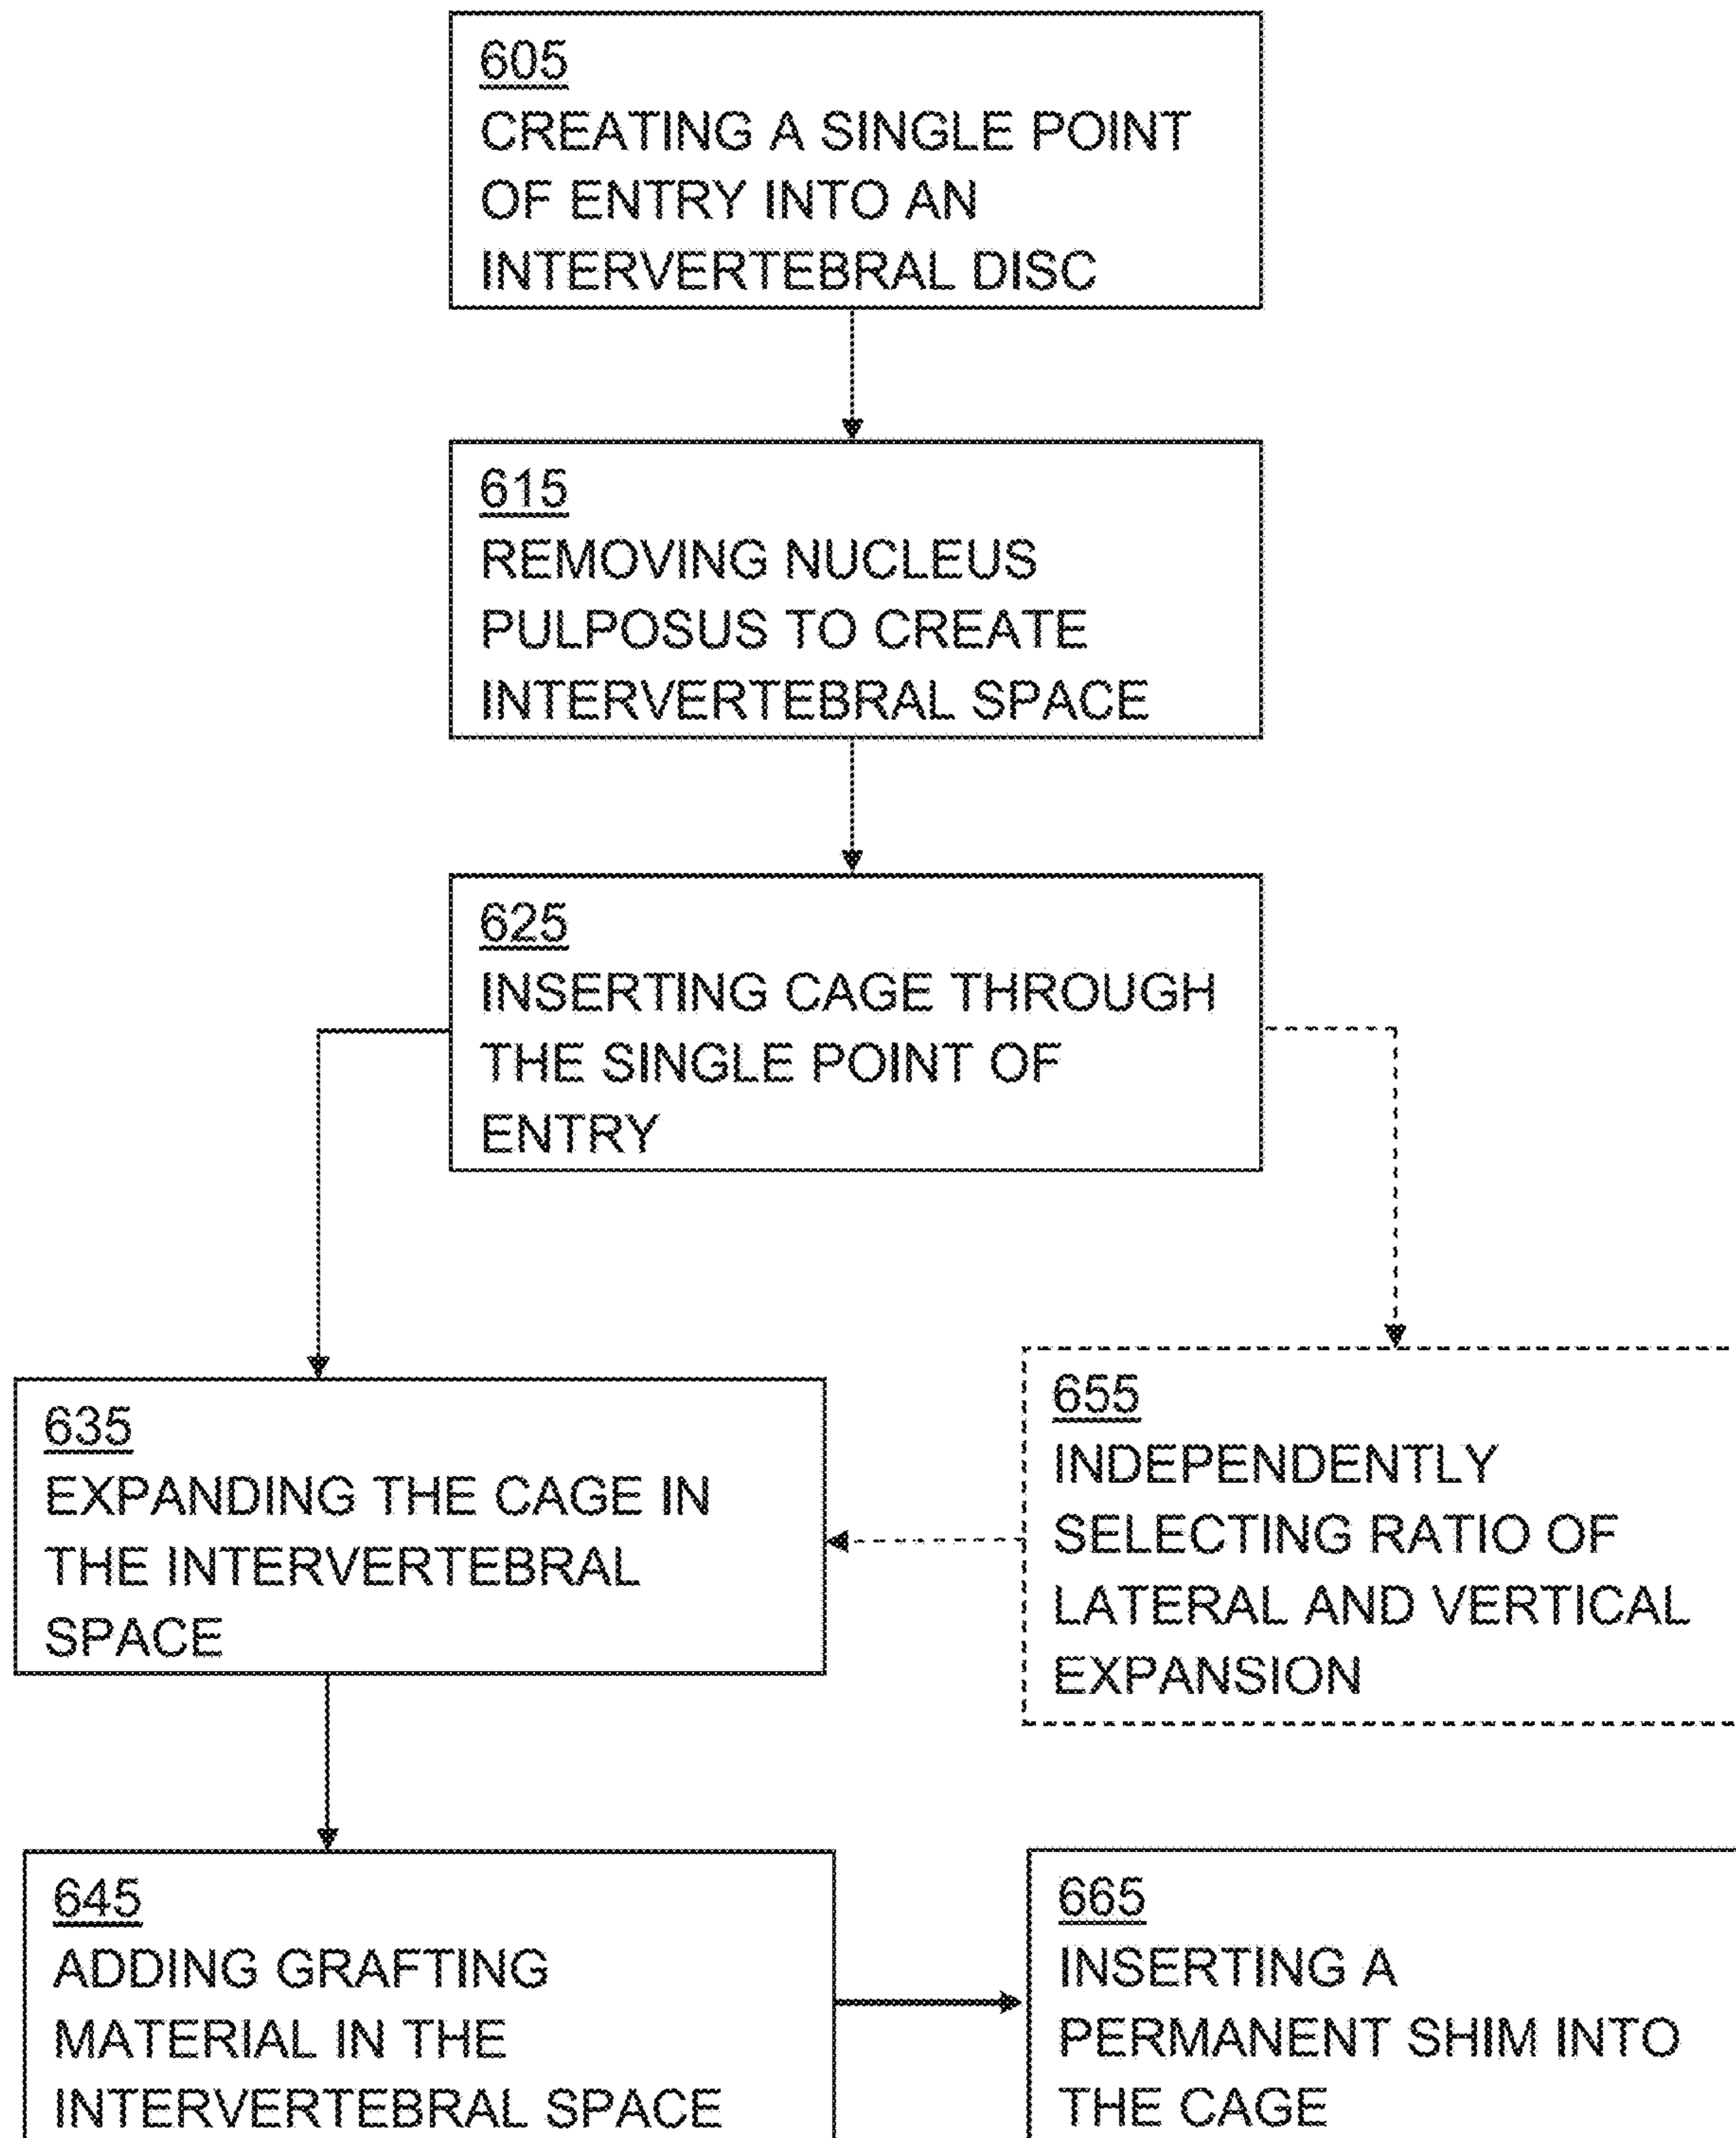 605
CREATING A SINGLE POINT
OF ENTRY INTO AN
INTERVERTEBRAL DISC
615
REMOVING NUCLEUS
PULPOSUS TO CREATE
INTERVERTEBRAL SPACE
625
INSERTING CAGE THROUGH
THE SINGLE POINT OF
ENTRY
635
EXPANDING THE CAGE IN
THE INTERVERTEBRAL
SPACE
655
INDEPENDENTLY
SELECTING RATIO OF
LATERAL AND VERTICAL
EXPANSION
645
ADDING GRAFTING
MATERIAL IN THE
INTERVERTEBRAL SPACE
665
INSERTING A
PERMANENT SHIM INTO
THE CAGE